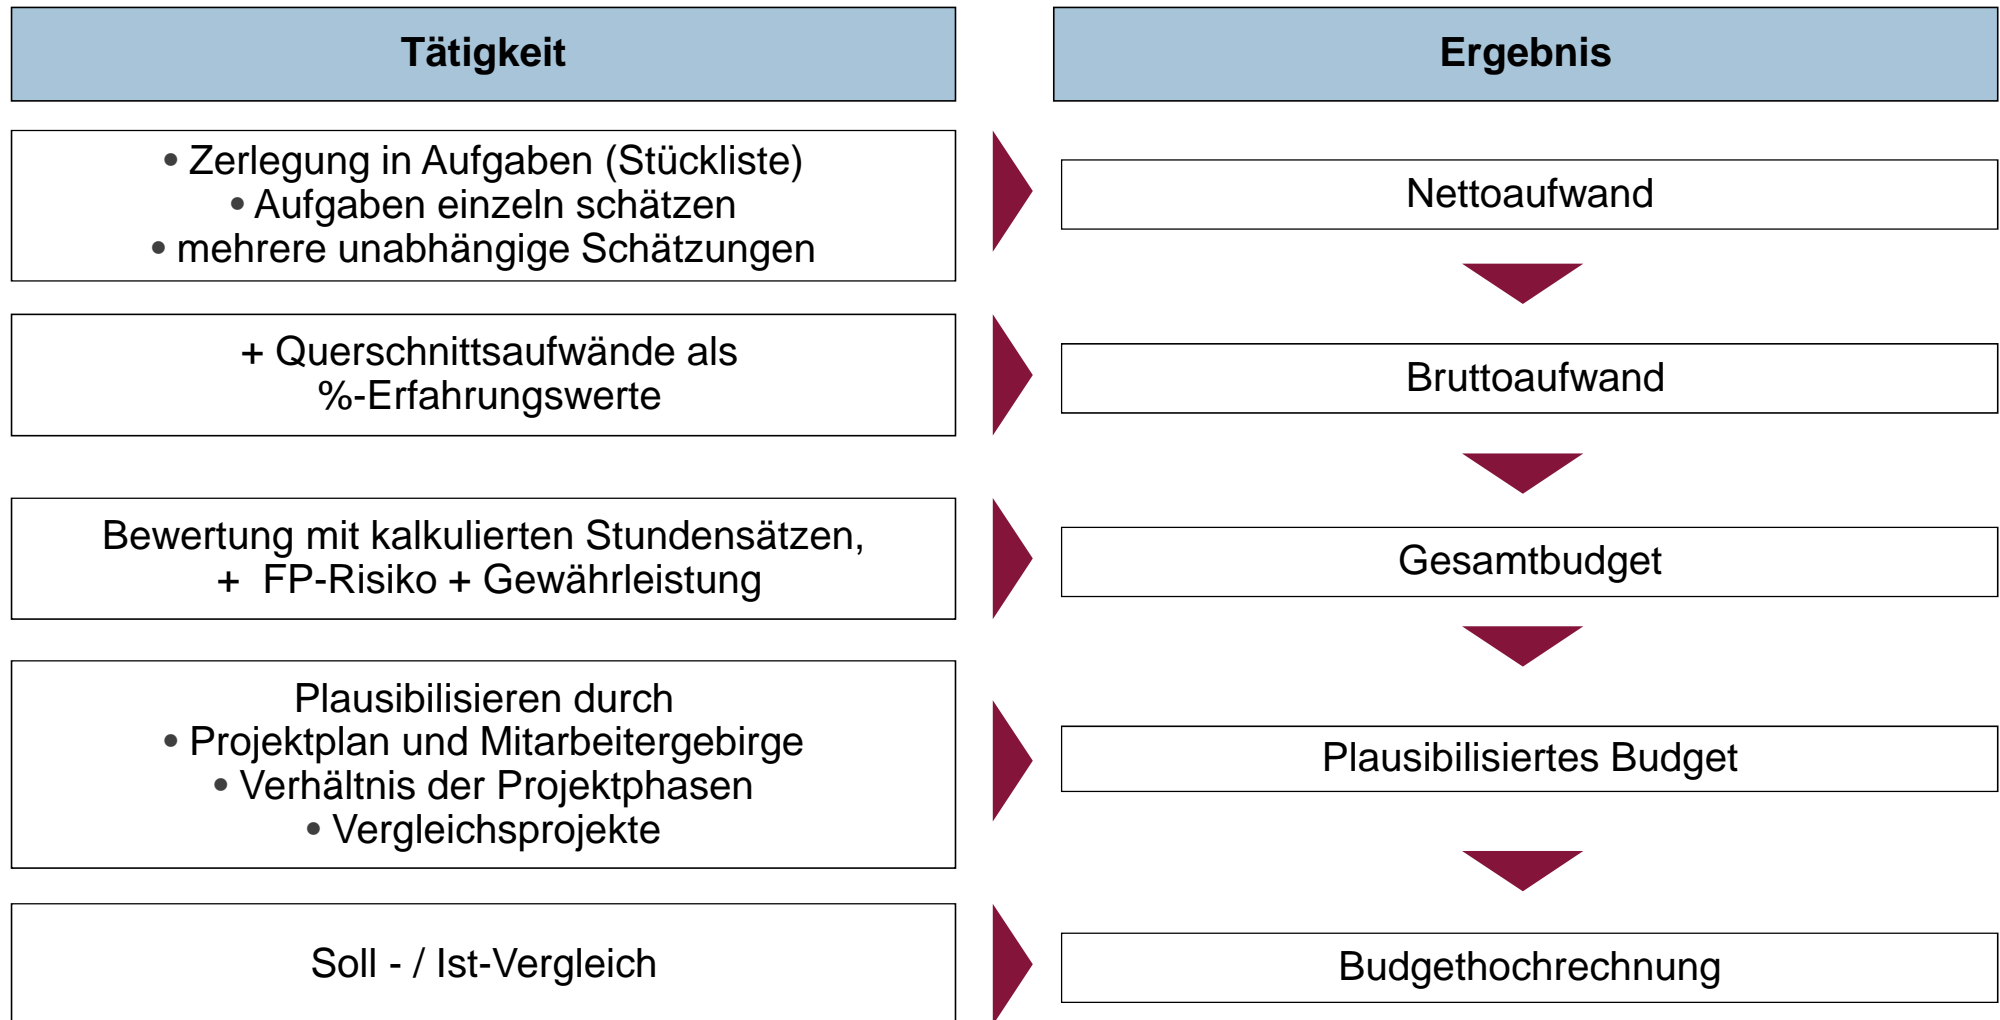 Tätigkeit
Ergebnis
• Zerlegung in Aufgaben (Stückliste)
• Aufgaben einzeln schätzen
• mehrere unabhängige Schätzungen
Nettoaufwand
+ Querschnittsaufwände als
%-Erfahrungswerte
Bruttoaufwand
Bewertung mit kalkulierten Stundensätzen,
+ FP-Risiko + Gewährleistung
Gesamtbudget
Plausibilisieren durch
• Projektplan und Mitarbeitergebirge
• Verhältnis der Projektphasen
• Vergleichsprojekte
Plausibilisiertes Budget
Soll - / Ist-Vergleich
Budgethochrechnung